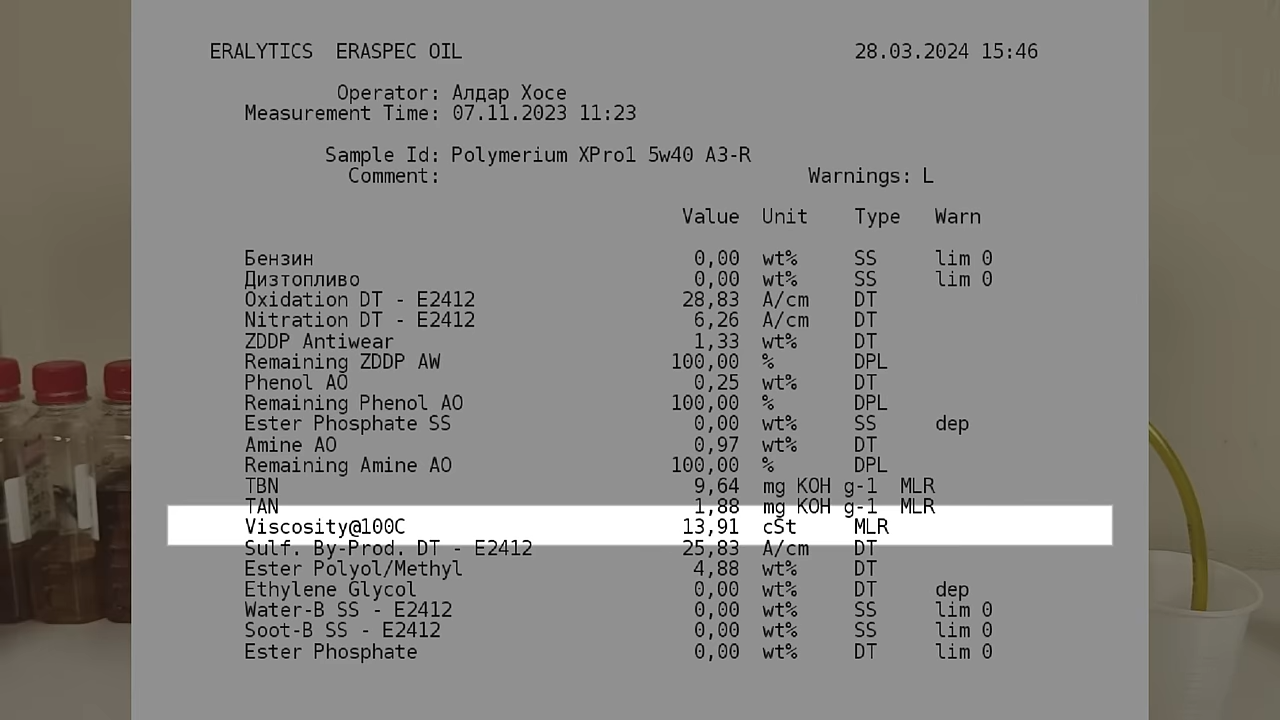 ERALYTICS ERASPEC OIL 28.03.2024 15:46
Operator: Алдар Хосе
Measurement Time: 07.11.2023 11:23
Sample Id: Polymerium XPro1 5w40 A3-R
Comment: Warnings: L
Value Unit Type Warn
Бензин 0,00 wt% SS lim 0
Дизтопливо 0,00 wt% SS lim 0
Oxidation DT - E2412 28,83 A/cm DT
Nitration DT - E2412 6,26 A/cm DT
ZDDP Antiwear 1,33 wt% DT
Remaining ZDDP AW 100,00 % DPL
Phenol AO 0,25 wt% DT
Remaining Phenol AO 100,00 % DPL
Ester Phosphate SS 0,00 wt% SS dep
Amine AO 0,97 wt% DT
Remaining Amine AO 100,00 % DPL
TBN 9,64 mg KOH g-1 MLR
TAN 1,88 mg KOH g-1 MLR
Viscosity@100C 13,91 cSt MLR
Sulf. By-Prod. DT - E2412 25,83 A/cm DT
Ester Polyol/Methyl 4,88 wt% DT
Ethylene Glycol 0,00 wt% DT dep
Water-B SS - E2412 0,00 wt% SS lim 0
Soot-B SS - E2412 0,00 wt% SS lim 0
Ester Phosphate 0,00 wt% DT lim 0